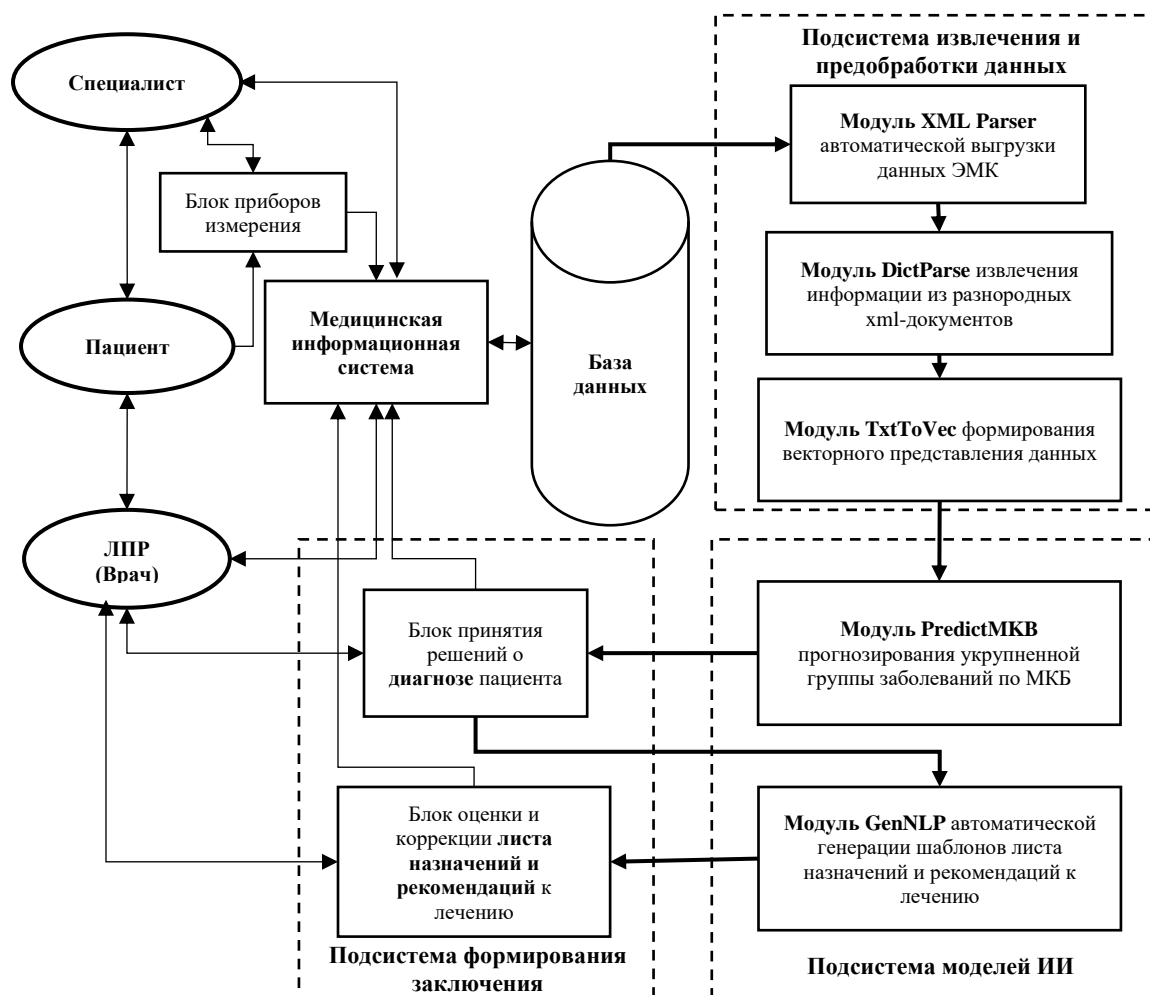 Специалист
Блок приборов
измерения
Пациент
Медицинская
информационная
система
База
данных
ЛПР
(Врач)
Подсистема извлечения и
предобработки данных
Модуль XML Parser
автоматической выгрузки
данных ЭМК
Модуль DictParse извлечения
информации из разнородных
xml-документов
Модуль TxtToVec формирования
векторного представления данных
Блок принятия
решений о
диагнозе пациента
Модуль PredictMKB
прогнозирования укрупненной
группы заболеваний по МКБ
Блок оценки и
коррекции листа
назначений и
рекомендаций к
лечению
Модуль GenNLP автоматической
генерации шаблонов листа
назначений и рекомендаций к
лечению
Подсистема формирования
заключения
Подсистема моделей ИИ